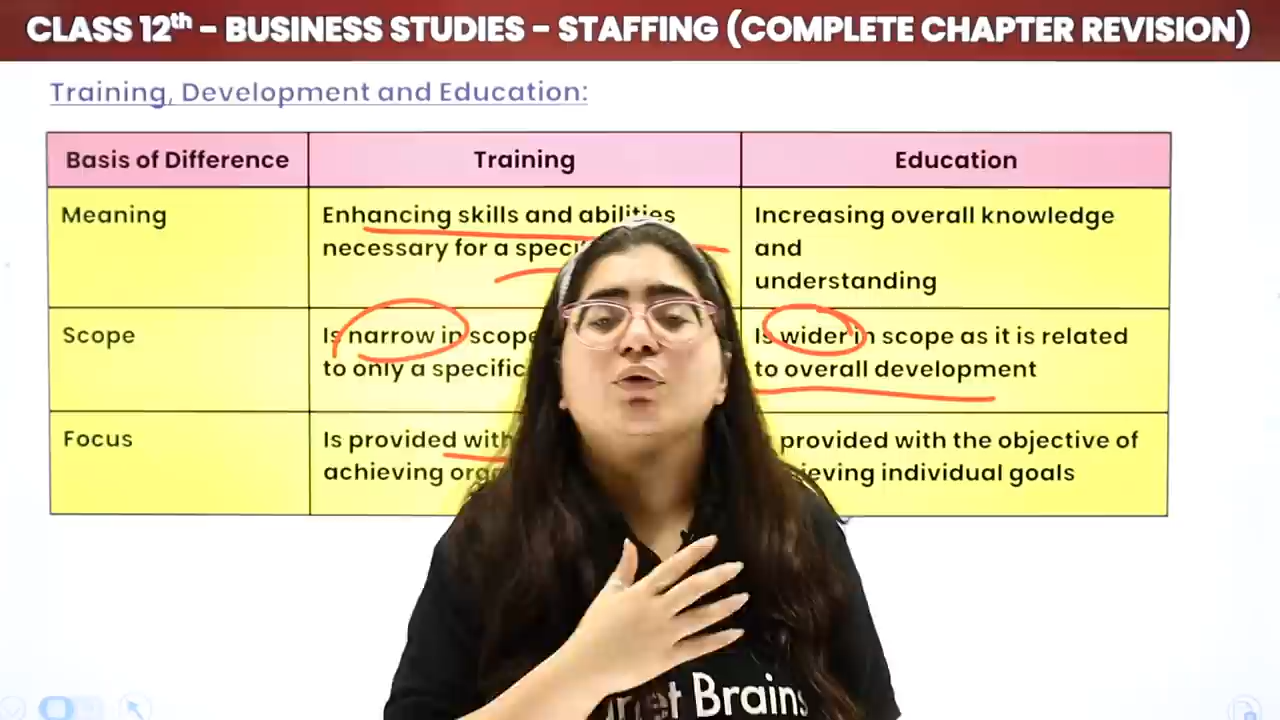 CLASS 12th - BUSINESS STUDIES - STAFFING (COMPLETE CHAPTER REVISION)
Training, Development and Education:
Basis of Difference Training Education
Meaning
Enhancing skills and abilities
necessary for a
Increasing overall knowledge
and
understanding
Scope
Is narrow in scope
to only a specific
Is wider in scope as it is related
to overall development
Focus
Is provided with
achieving
provided with the objective of
individual goals
Brains